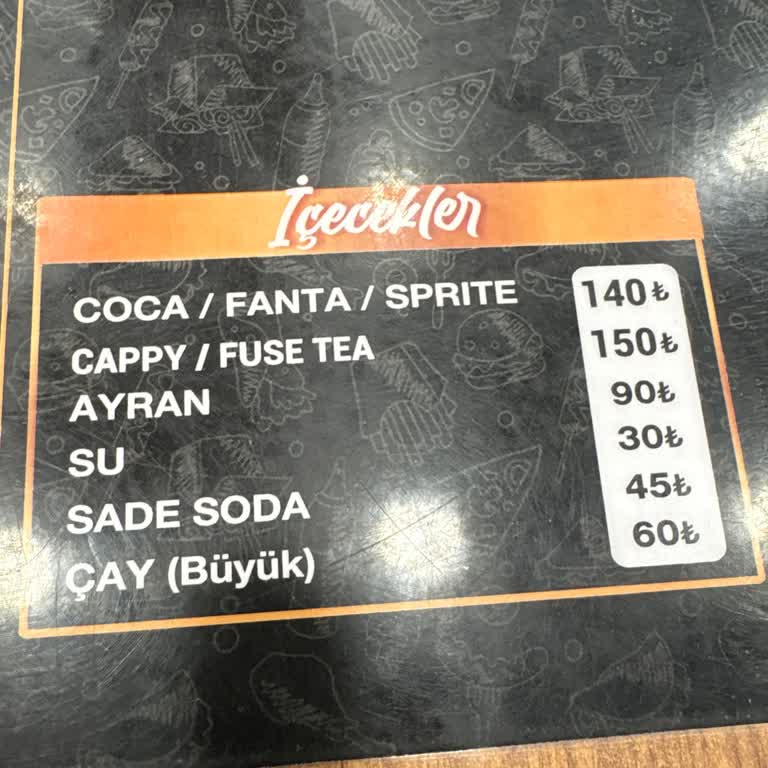 İçecekler
COCA / FANTA / SPRITE 140₺
CAPPY / FUSE TEA 150₺
AYRAN 90₺
SU 30₺
SADE SODA 45₺
ÇAY (Büyük) 60₺